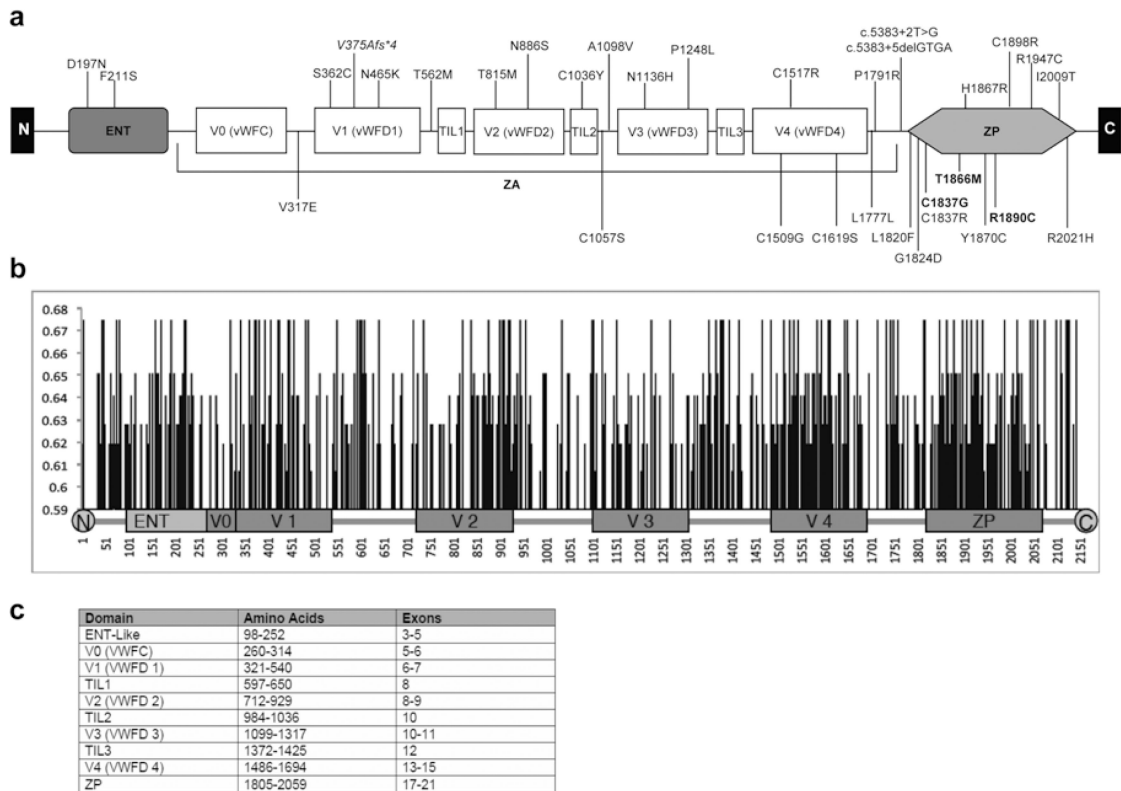 a
c.5383+2T>G
c.5383+5delGTGA
V375Afs*4
N886S
A1098V
P1248L
C1898R
R1947C
D197N
F211S
S362C
N465K
T562M
T815M
C1036Y
N1136H
C1517R
P1791R
H1867R
I2009T
N
ENT
V0 (vWFC)
V1 (vWFD1)
TIL1
V2 (vWFD2)
TIL2
V3 (vWFD3)
TIL3
V4 (vWFD4)
ZP
C
ZA
V317E
C1057S
C1509G
C1619S
L1777L
L1820F
G1824D
C1837G
C1837R
T1866M
Y1870C
R1890C
R2021H
b
0.68
0.67
0.66
0.65
0.64
0.63
0.62
0.61
0.6
0.59
N ENT V0 V 1 V 2 V 3 V 4 ZP C
1 51 101 151 201 251 301 351 401 451 501 551 601 651 701 751 801 851 901 951 1001 1051 1101 1151 1201 1251 1301 1351 1401 1451 1501 1551 1601 1651 1701 1751 1801 1851 1901 1951 2001 2051 2101 2151
c
Domain Amino Acids Exons
ENT-Like 98-252 3-5
V0 (VWFC) 260-314 5-6
V1 (VWFD 1) 321-540 6-7
TIL1 597-650 8
V2 (VWFD 2) 712-929 8-9
TIL2 984-1036 10
V3 (VWFD 3) 1099-1317 10-11
TIL3 1372-1425 12
V4 (VWFD 4) 1486-1694 13-15
ZP 1805-2059 17-21